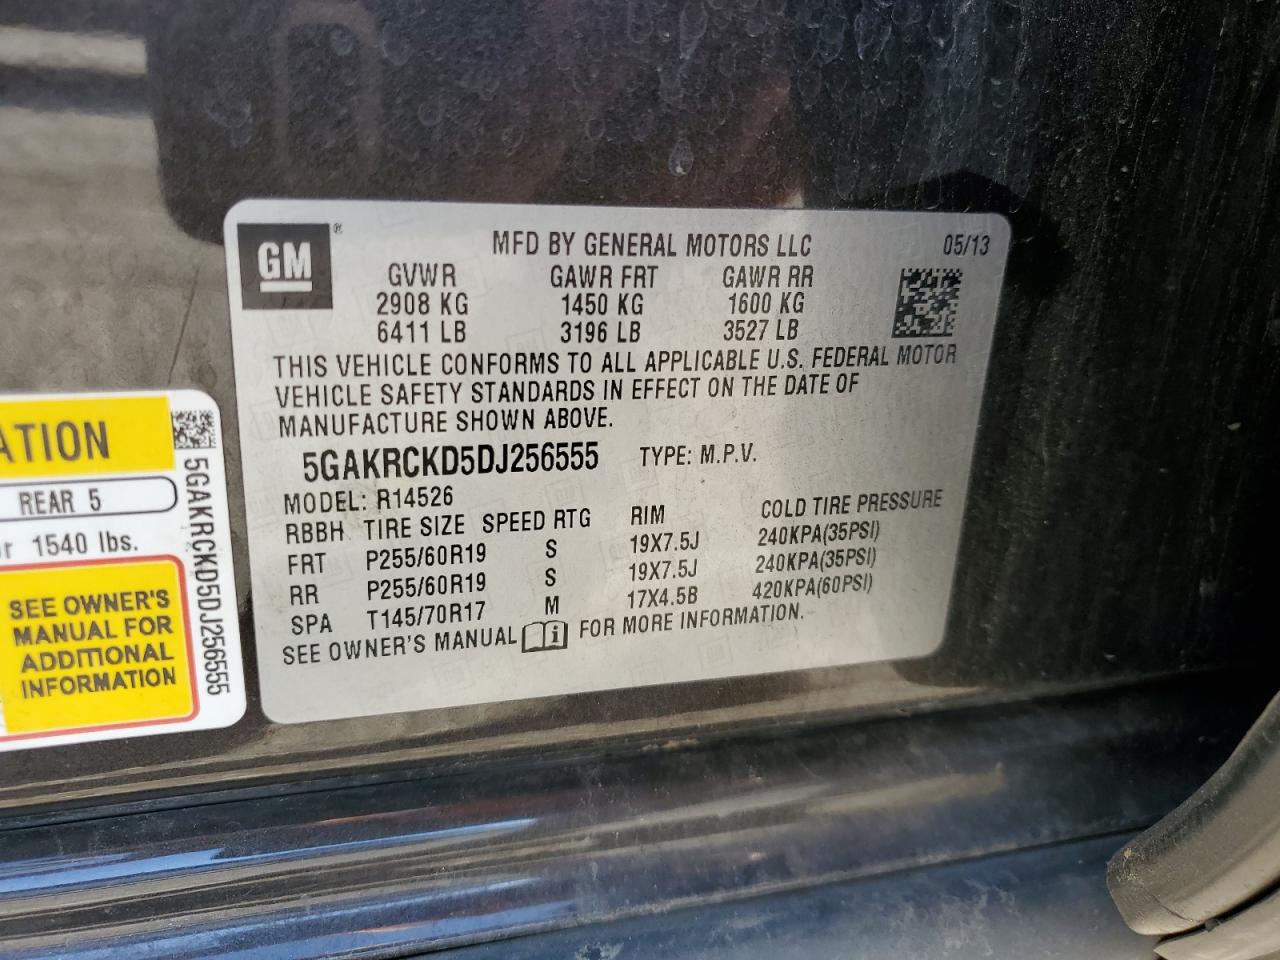 GM ®
MFD BY GENERAL MOTORS LLC 05/13
GVWR GAWR FRT GAWR RR
2908 KG 1450 KG 1600 KG
6411 LB 3196 LB 3527 LB
THIS VEHICLE CONFORMS TO ALL APPLICABLE U.S. FEDERAL MOTOR
VEHICLE SAFETY STANDARDS IN EFFECT ON THE DATE OF
MANUFACTURE SHOWN ABOVE.
5GAKRCKD5DJ256555 TYPE: M.P.V.
MODEL: R14526
RBBH TIRE SIZE SPEED RTG RIM COLD TIRE PRESSURE
FRT P255/60R19 S 19X7.5J 240KPA(35PSI)
RR P255/60R19 S 19X7.5J 240KPA(35PSI)
SPA T145/70R17 M 17X4.5B 420KPA(60PSI)
SEE OWNER'S MANUAL i FOR MORE INFORMATION.
ATION
REAR 5
r 1540 lbs.
SEE OWNER'S
MANUAL FOR
ADDITIONAL
INFORMATION
5GAKRCKD5DJ256555